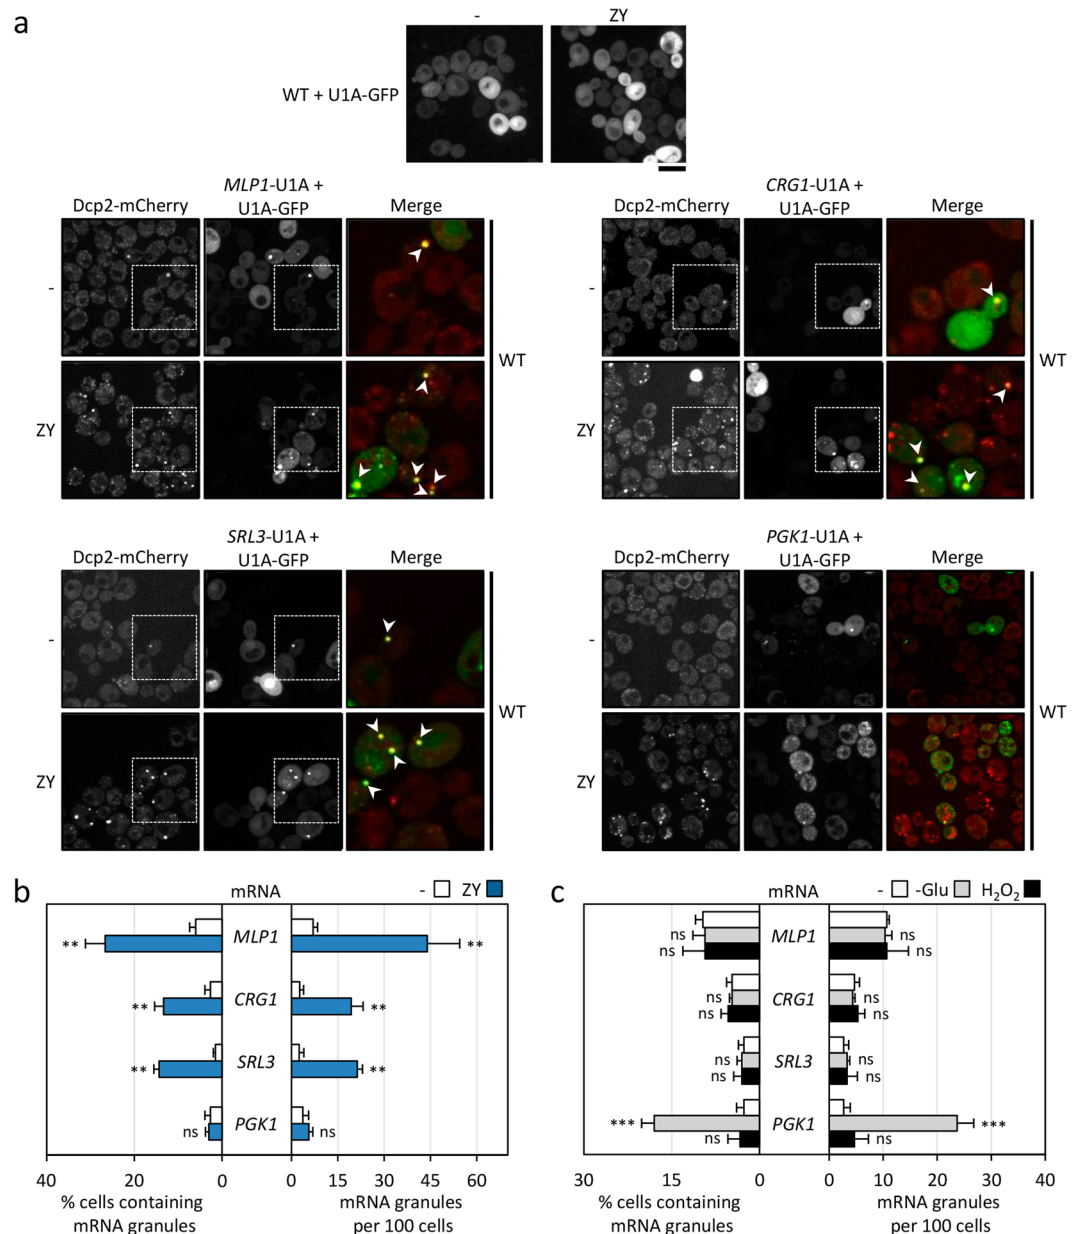 a
- ZY
WT + U1A-GFP
MLP1-U1A +
Dcp2-mCherry U1A-GFP Merge
-
ZY
WT
CRG1-U1A +
Dcp2-mCherry U1A-GFP Merge
-
ZY
WT
SRL3-U1A +
Dcp2-mCherry U1A-GFP Merge
-
ZY
WT
PGK1-U1A +
Dcp2-mCherry U1A-GFP Merge
-
ZY
WT
b
mRNA - ZY
** MLP1 **
** CRG1 **
** SRL3 **
ns PGK1 ns
40 20 0 0 15 30 45 60
% cells containing mRNA granules
mRNA granules per 100 cells
c
mRNA - -Glu H2O2
ns MLP1 ns
ns ns
ns CRG1 ns
ns ns
ns SRL3 ns
ns ns
*** PGK1 ***
ns ns
30 15 0 0 10 20 30 40
% cells containing mRNA granules
mRNA granules per 100 cells